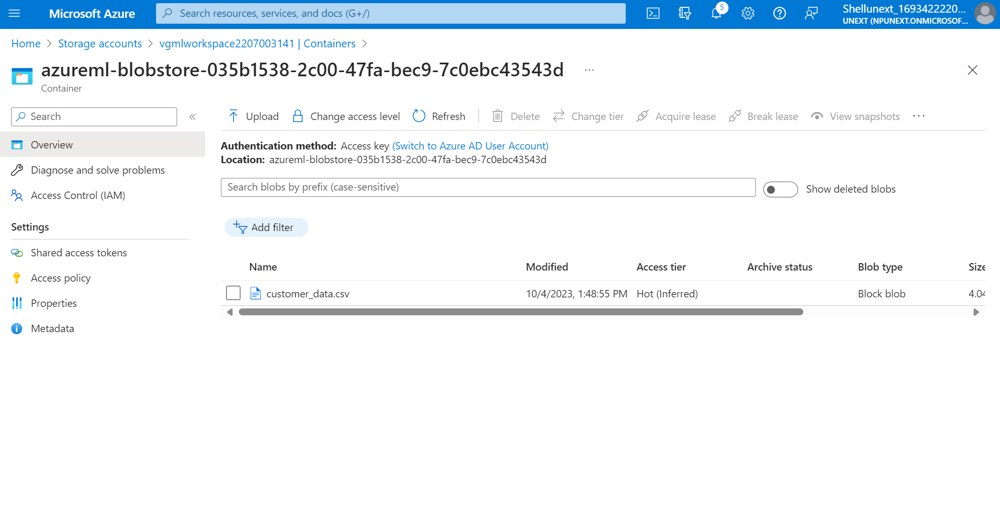 Microsoft Azure
Search resources, services, and docs (G+/)
5
Shellunext_1693422220...
UNEXT (NPUNEXT.ONMICROSOF...
Home > Storage accounts > vgmlworkspace2207003141 | Containers >
azureml-blobstore-035b1538-2c00-47fa-bec9-7c0ebc43543d ...
Container
Search «
Upload Change access level Refresh Delete Change tier Acquire lease Break lease View snapshots ...
Overview
Diagnose and solve problems
Access Control (IAM)
Settings
Shared access tokens
Access policy
Properties
Metadata
Authentication method: Access key (Switch to Azure AD User Account)
Location: azureml-blobstore-035b1538-2c00-47fa-bec9-7c0ebc43543d
Search blobs by prefix (case-sensitive)
Show deleted blobs
Add filter
Name Modified Access tier Archive status Blob type Size
customer_data.csv 10/4/2023, 1:48:55 PM Hot (Inferred) Block blob 4.04